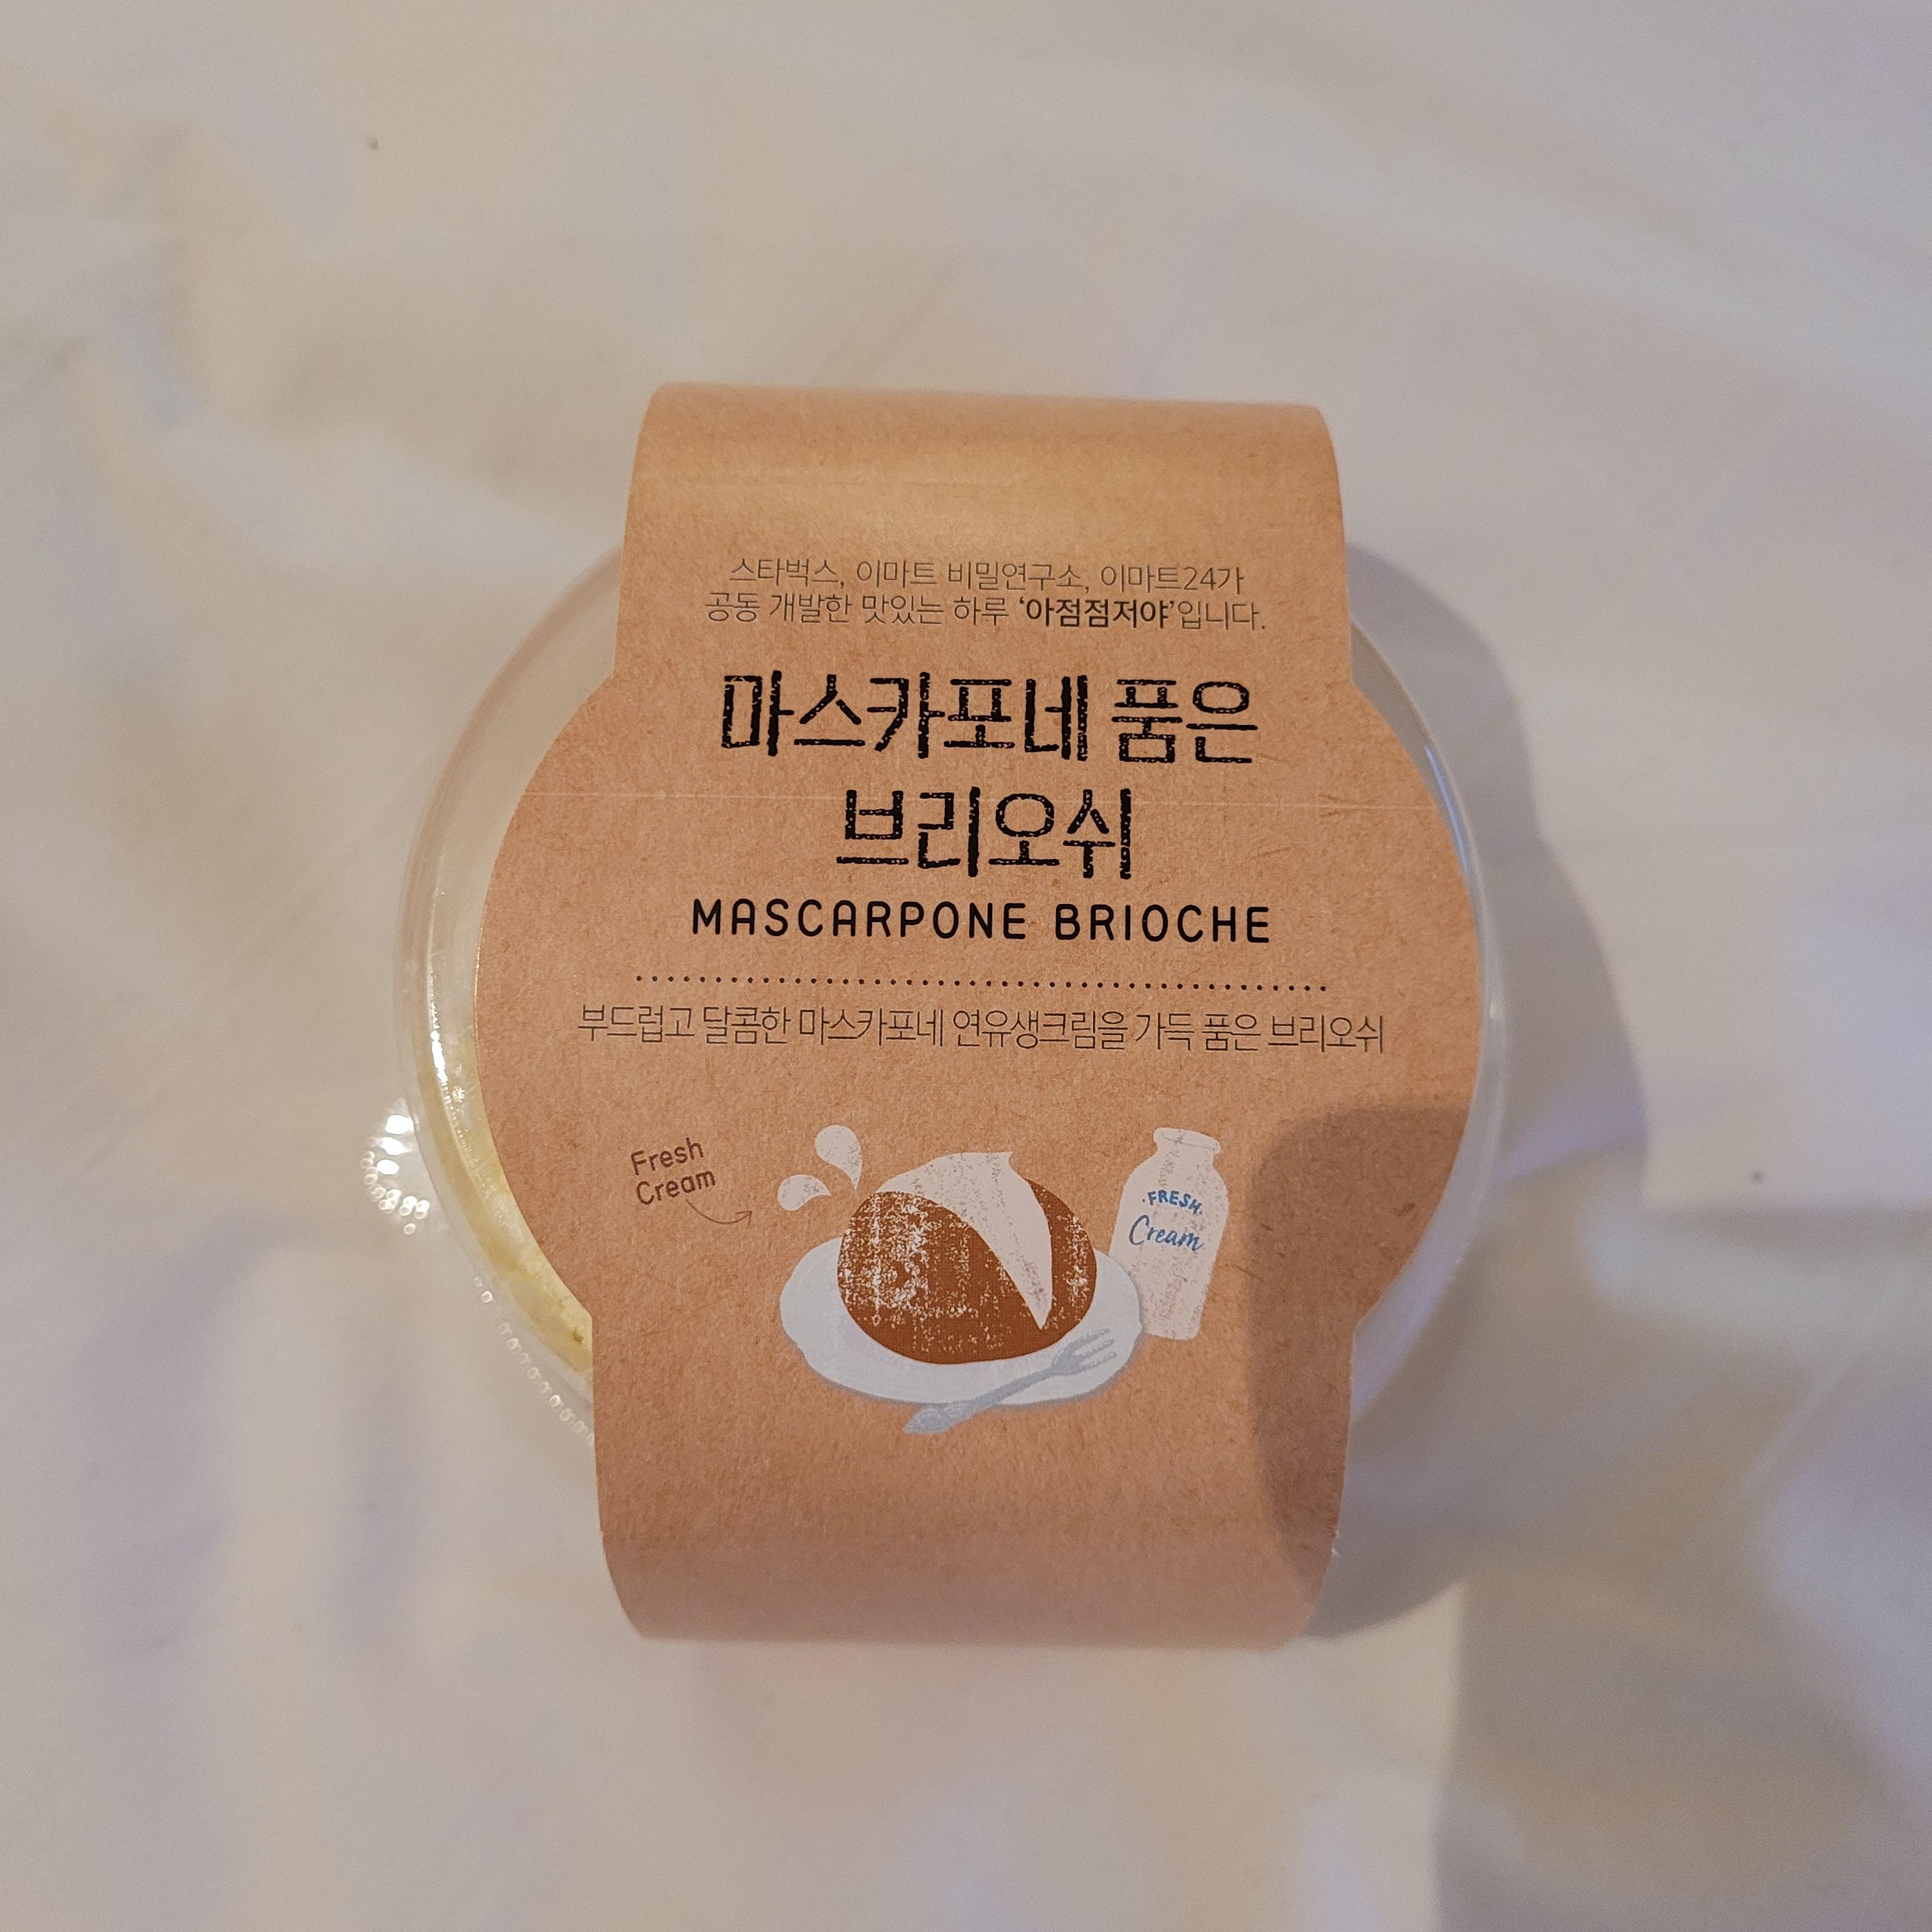 스타벅스, 이마트 비밀연구소, 이마트24가
공동 개발한 맛있는 하루 ‘아점점저야’입니다.
마스카포네 품은
브리오쉬
MASCARPONE BRIOCHE
부드럽고 달콤한 마스카포네 연유생크림을 가득 품은 브리오쉬
Fresh
Cream
·FRESH·
Cream